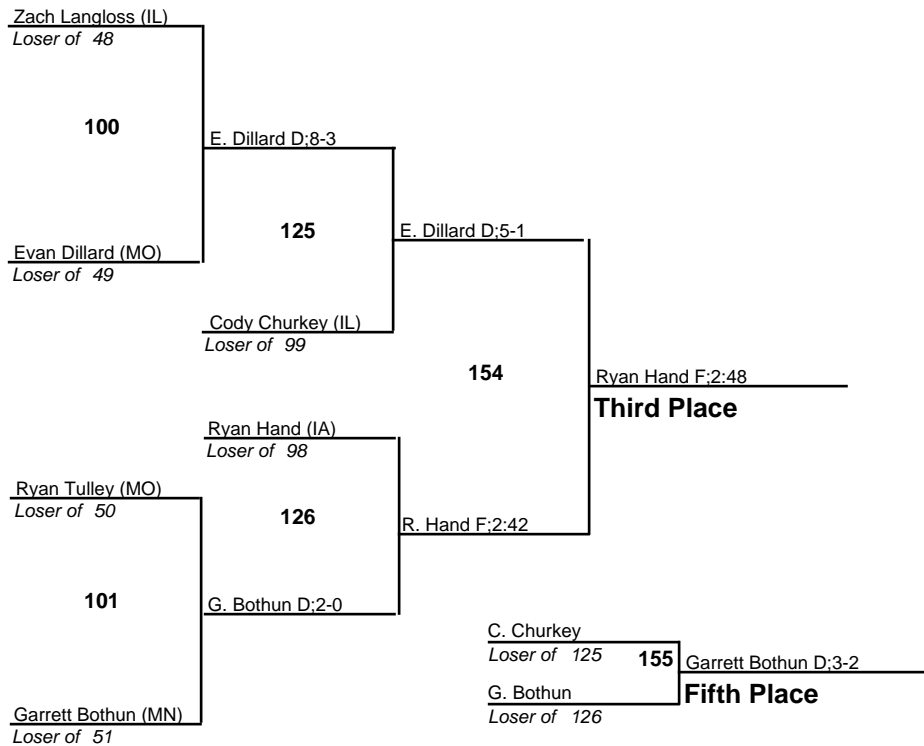 Zach Langloss (IL)
Loser of 48
100
E. Dillard D;8-3
125
E. Dillard D;5-1
Evan Dillard (MO)
Loser of 49
Cody Churkey (IL)
Loser of 99
154
Ryan Hand F;2:48
Third Place
Ryan Hand (IA)
Loser of 98
Ryan Tulley (MO)
Loser of 50
126
R. Hand F;2:42
101
G. Bothun D;2-0
C. Churkey
Loser of 125
155
Garrett Bothun D;3-2
Fifth Place
G. Bothun
Loser of 126
Garrett Bothun (MN)
Loser of 51